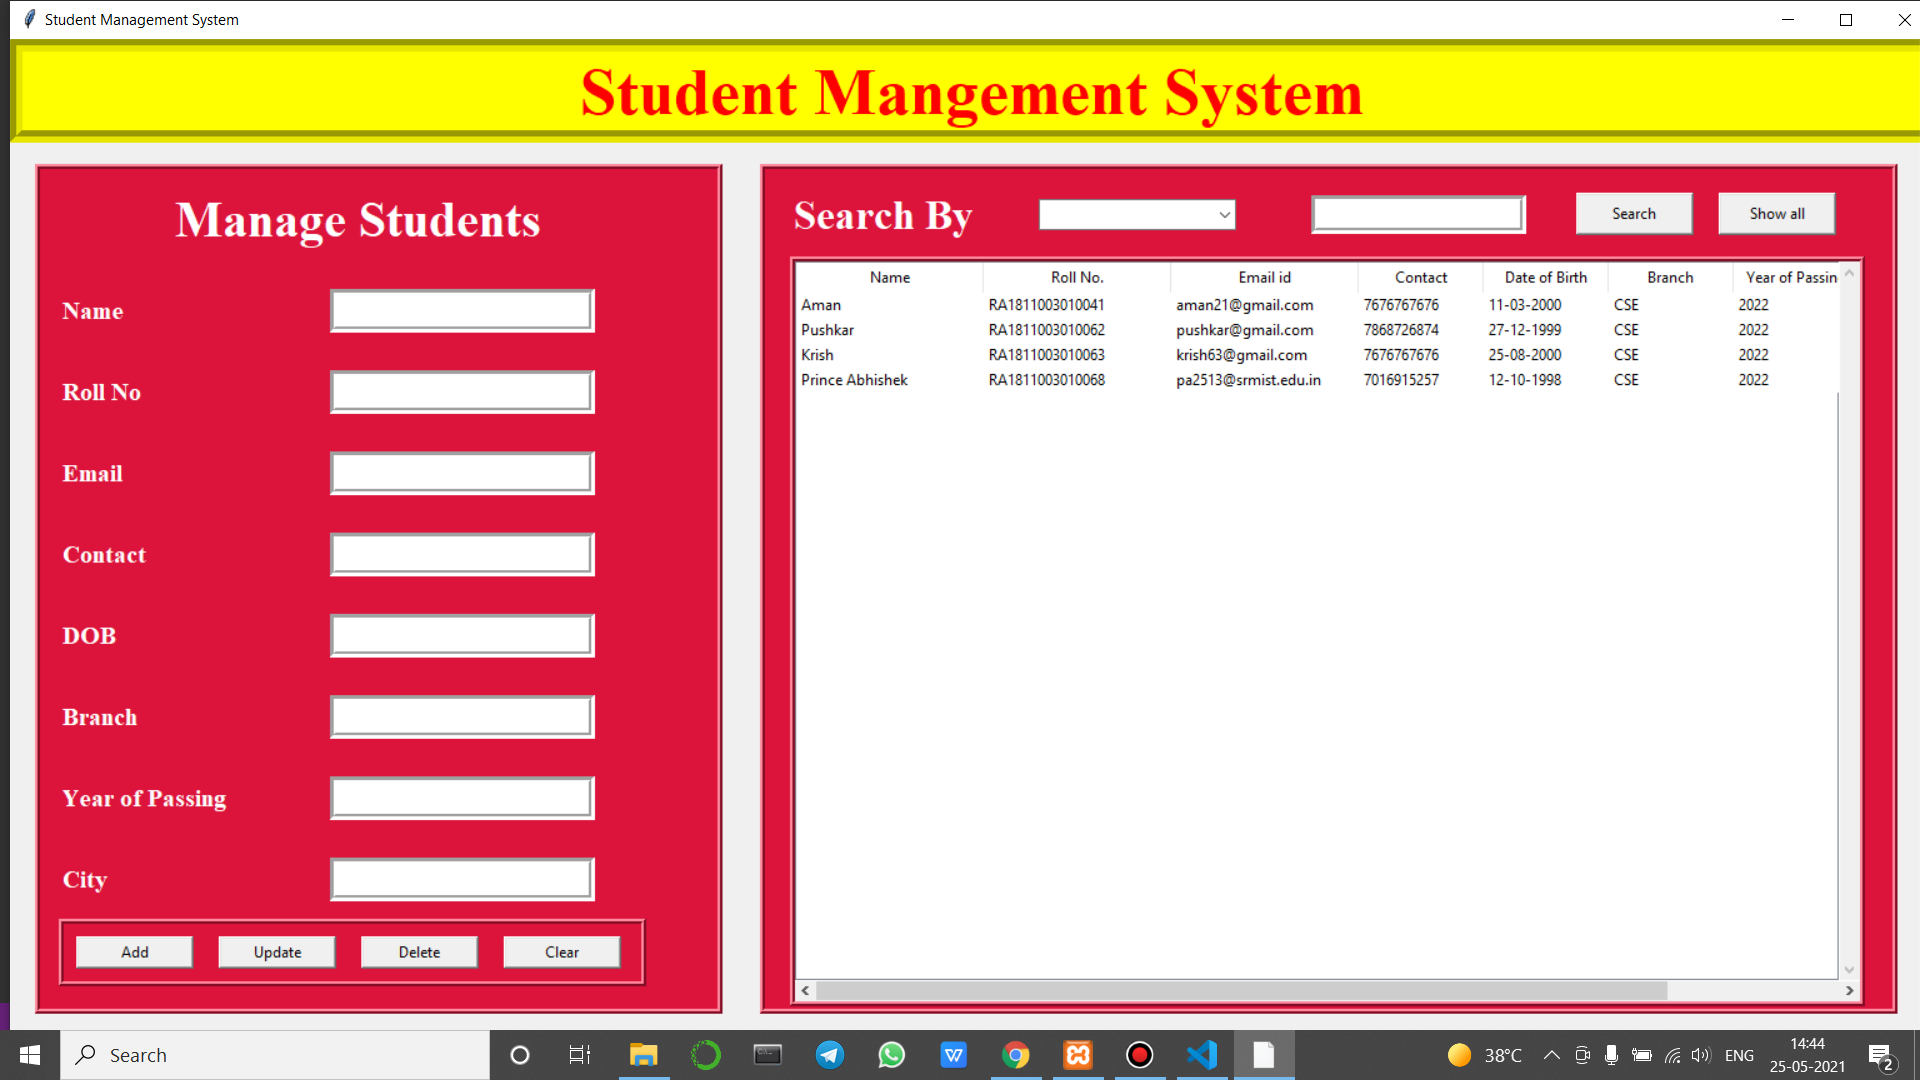 Student Management System
Student Mangement System
Manage Students
Name
Roll No
Email
Contact
DOB
Branch
Year of Passing
City
Add Update Delete Clear
Search By Search Show all
Name Roll No. Email id Contact Date of Birth Branch Year of Passin
Aman RA1811003010041 aman21@gmail.com 7676767676 11-03-2000 CSE 2022
Pushkar RA1811003010062 pushkar@gmail.com 7868726874 27-12-1999 CSE 2022
Krish RA1811003010063 krish63@gmail.com 7676767676 25-08-2000 CSE 2022
Prince Abhishek RA1811003010068 pa2513@srmist.edu.in 7016915257 12-10-1998 CSE 2022
Search 38°C ENG 14:44
25-05-2021 2